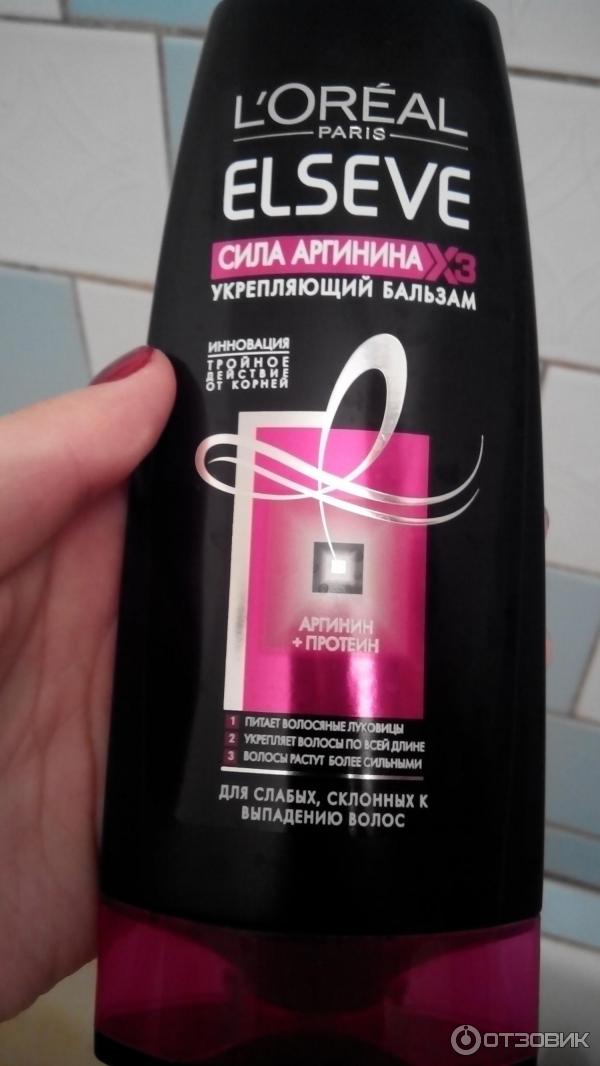 L'ORÉAL
PARIS
ELSEVE
СИЛА АРГИНИНА X3
УКРЕПЛЯЮЩИЙ БАЛЬЗАМ
ИННОВАЦИЯ
ТРОЙНОЕ
ДЕЙСТВИЕ
ОТ КОРНЕЙ
АРГИНИН
+ ПРОТЕИН
1 ПИТАЕТ ВОЛОСЯНЫЕ ЛУКОВИЦЫ
2 УКРЕПЛЯЕТ ВОЛОСЫ ПО ВСЕЙ ДЛИНЕ
3 ВОЛОСЫ РАСТУТ БОЛЕЕ СИЛЬНЫМИ
ДЛЯ СЛАБЫХ, СКЛОННЫХ К
ВЫПАДЕНИЮ ВОЛОС
ОТЗОВИК